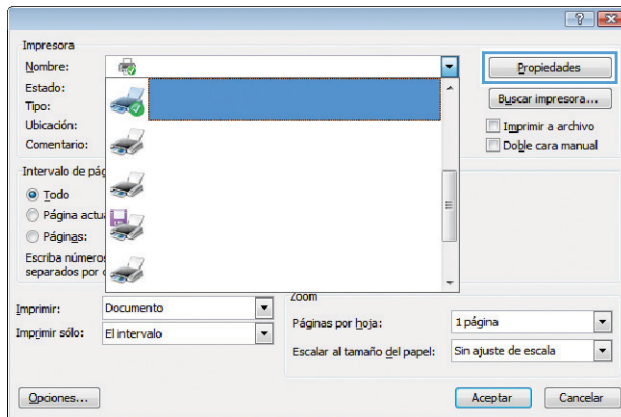 Impresora
Nombre:
Propiedades
Estado:
Tipo:
Buscar impresora...
Ubicación:
Imprimir a archivo
Comentario:
Doble cara manual
Intervalo de pág
Todo
Página actu
Páginas:
Escriba números
separados por
Zoom
Imprimir:
Documento
Páginas por hoja:
1 página
Imprimir sólo:
El intervalo
Escalar al tamaño del papel:
Sin ajuste de escala
Opciones...
Aceptar
Cancelar